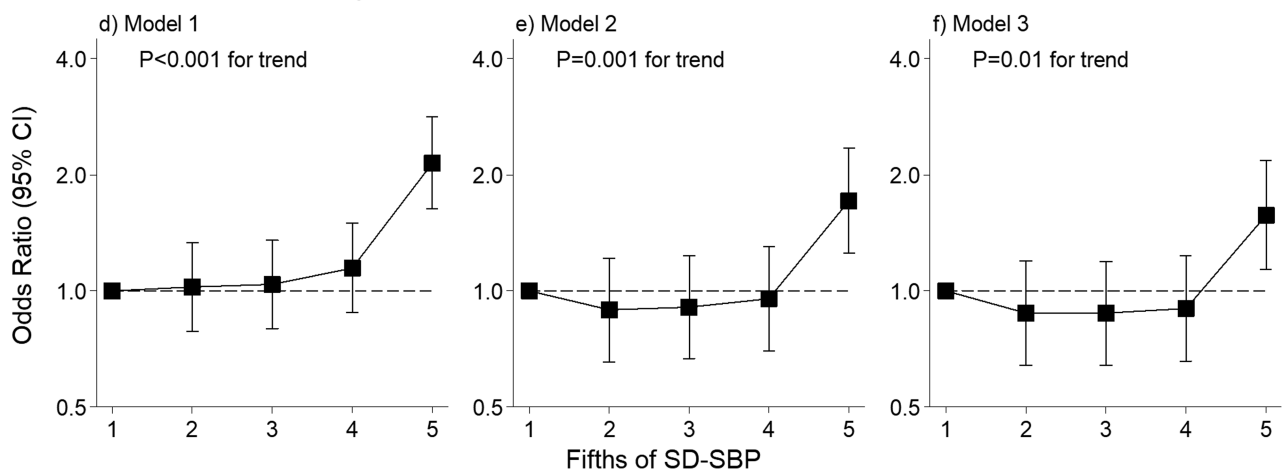 d) Model 1
P<0.001 for trend
e) Model 2
P=0.001 for trend
f) Model 3
P=0.01 for trend
Odds Ratio (95% CI)
4.0
2.0
1.0
0.5
1 2 3 4 5
4.0
2.0
1.0
0.5
1 2 3 4 5
4.0
2.0
1.0
0.5
1 2 3 4 5
Fifths of SD-SBP